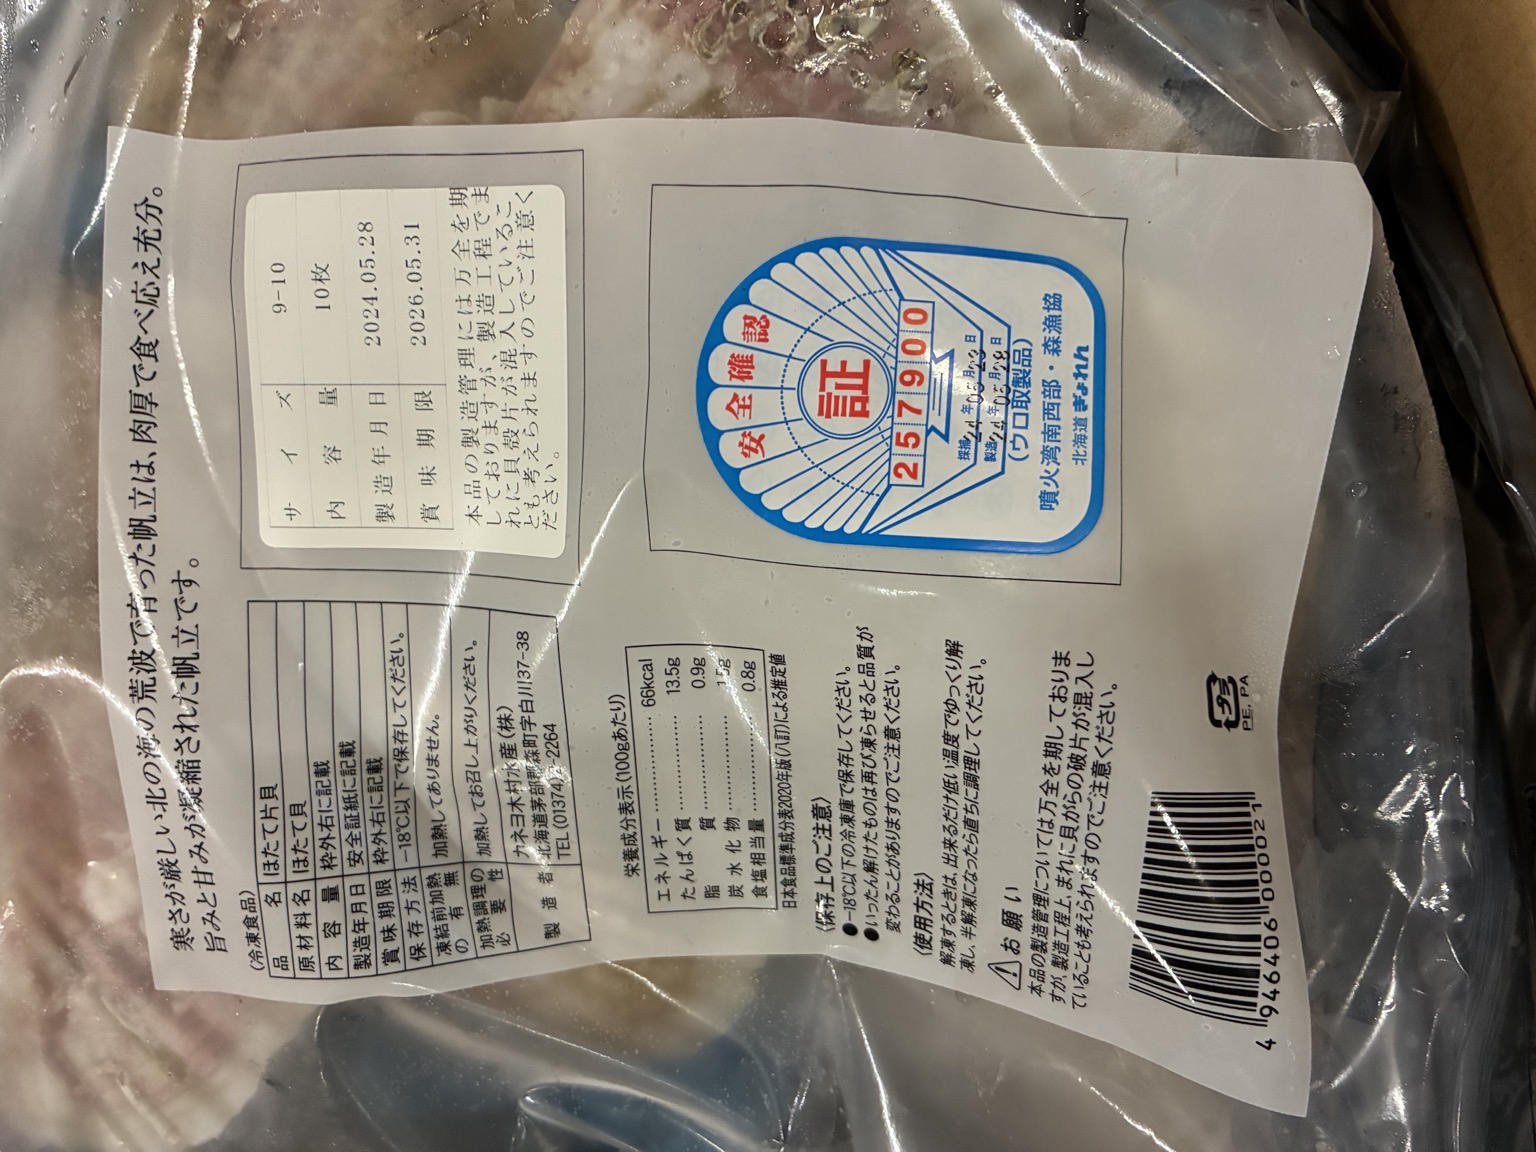 寒さが厳しい北の海の荒波で育った帆立は、肉厚で食べ応え充分。
旨みと甘みが凝縮された帆立です。
(冷凍食品)
品名 ほたて片貝
原材料名 ほたて貝
内容量 枠外右に記載
製造年月日 安全証紙に記載
賞味期限 枠外右に記載
保存方法 -18℃以下で保存してください。
凍結前加熱の有無 加熱してありません。
加熱調理の必要性 加熱してお召し上がりください。
製造者 カネヨ木村水産(株)
北海道茅部郡森町字白川37-38
TEL(01374)2-2264
サイズ 9-10
内容量 10枚
製造年月日 2024.05.28
賞味期限 2026.05.31
本品の製造管理には万全を期
しておりますが、製造工程でま
れに貝殻片が混入しているこ
とも考えられますのでご注意く
ださい。
栄養成分表示(100gあたり)
エネルギー 66kcal
たんぱく質 13.5g
脂質 0.9g
炭水化物 1.5g
食塩相当量 0.8g
日本食品標準成分表2020年版(八訂)による推定値
〈保存上のご注意〉
●-18℃以下の冷凍庫で保存してください。
●いったん解けたものは再び凍らせると品質が
変わることがありますのでご注意ください。
〈使用方法〉
解凍するときは、出来るだけ低い温度でゆっくり解
凍し、半解凍になったら直ちに調理してください。
お願い
本品の製造管理については万全を期しておりま
すが、製造工程上、まれに貝がらの破片が混入し
ていることも考えられますのでご注意ください。
安全確認
証
257900
採捕 24年05月23日
製造 24年05月28日
(ウロ取製品)
噴火湾南西部・森漁協
北海道ぎょれん
プラ
PE, PA
4 946406 000021